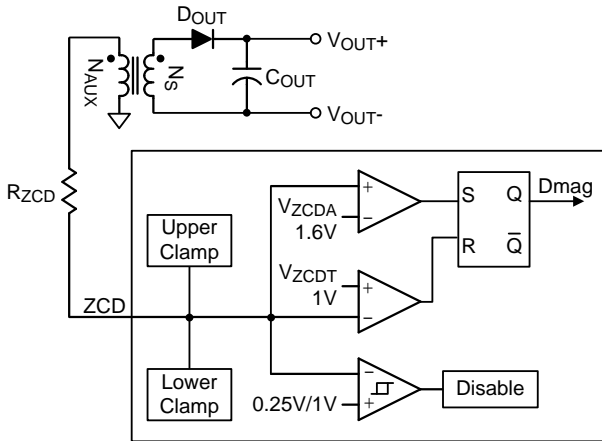 DOUT
VOUT+
NAUX
NS
COUT
VOUT-
RZCD
Upper
Clamp
VZCDA
1.6V
+
−
S
Q
Dmag
R
Q̅
VZCDT
1V
+
−
ZCD
Lower
Clamp
−
+
0.25V/1V
Disable